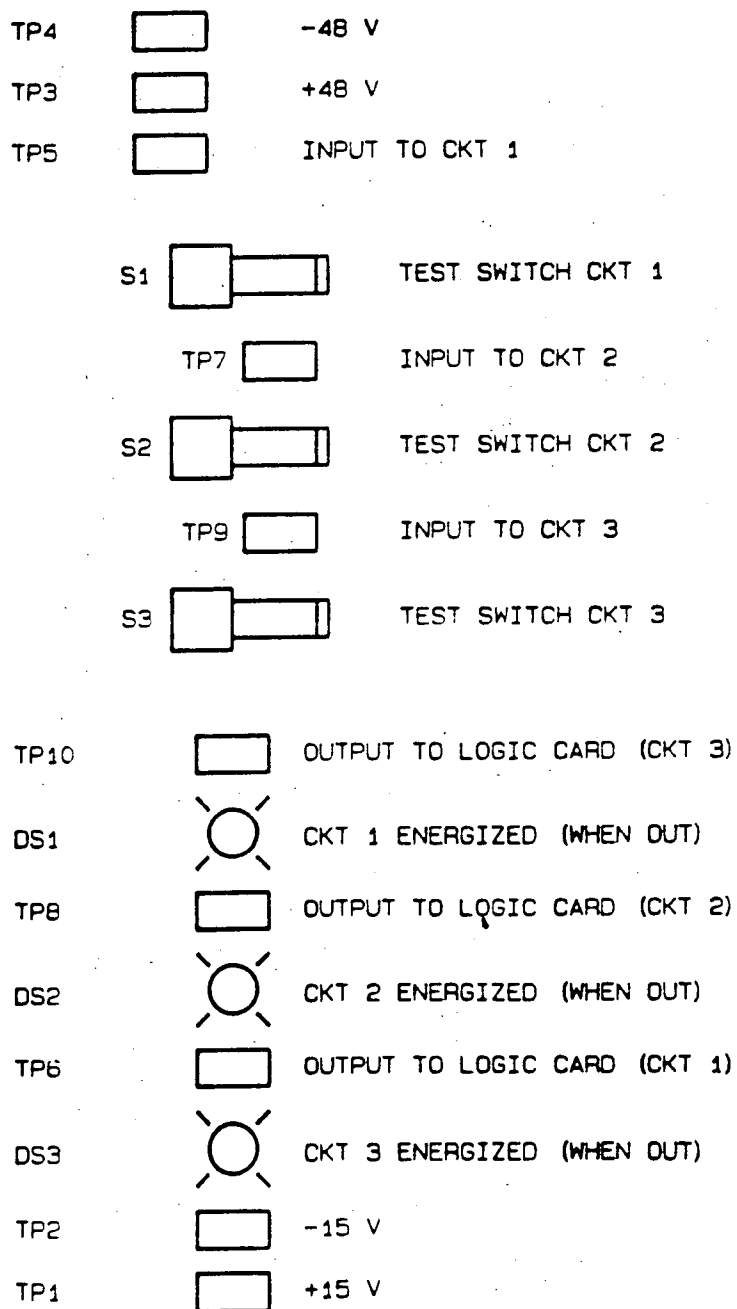 TP4 -48 V
TP3 +48 V
TP5 INPUT TO CKT 1
S1 TEST SWITCH CKT 1
TP7 INPUT TO CKT 2
S2 TEST SWITCH CKT 2
TP9 INPUT TO CKT 3
S3 TEST SWITCH CKT 3
TP10 OUTPUT TO LOGIC CARD (CKT 3)
DS1 CKT 1 ENERGIZED (WHEN OUT)
TP8 OUTPUT TO LOGIC CARD (CKT 2)
DS2 CKT 2 ENERGIZED (WHEN OUT)
TP6 OUTPUT TO LOGIC CARD (CKT 1)
DS3 CKT 3 ENERGIZED (WHEN OUT)
TP2 -15 V
TP1 +15 V